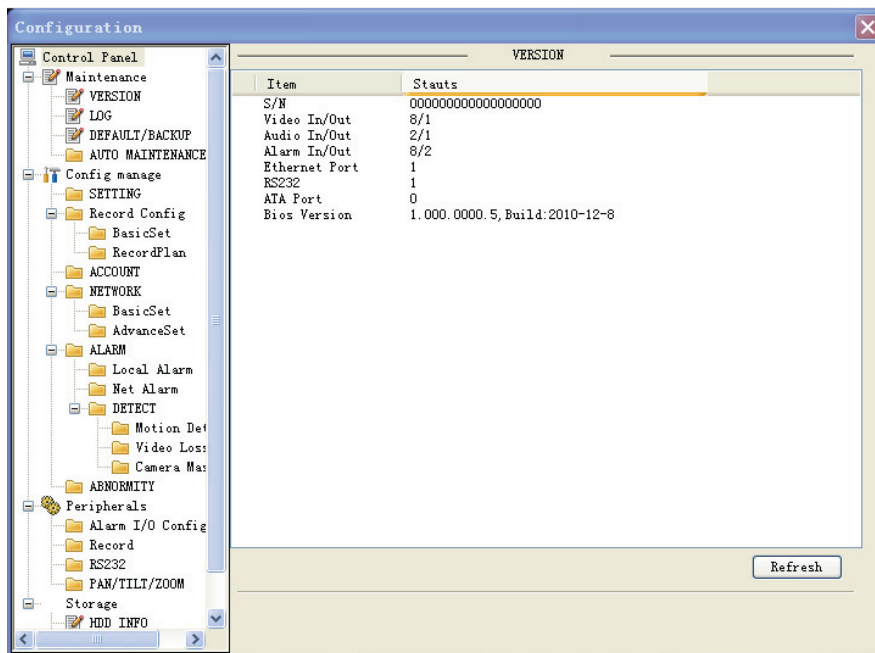 Configuration
Control Panel
Maintenance
VERSION
LOG
DEFAULT/BACKUP
AUTO MAINTENANCE
Config manage
SETTING
Record Config
BasicSet
RecordPlan
ACCOUNT
NETWORK
BasicSet
AdvanceSet
ALARM
Local Alarm
Net Alarm
DETECT
Motion Det
Video Loss
Camera Mas
ABNORMITY
Peripherals
Alarm I/O Config
Record
RS232
PAN/TILT/ZOOM
Storage
HDD INFO
VERSION
Item Stauts
S/N 000000000000000000
Video In/Out 8/1
Audio In/Out 2/1
Alarm In/Out 8/2
Ethernet Port 1
RS232 1
ATA Port 0
Bios Version 1.000.0000.5, Build:2010-12-8
Refresh